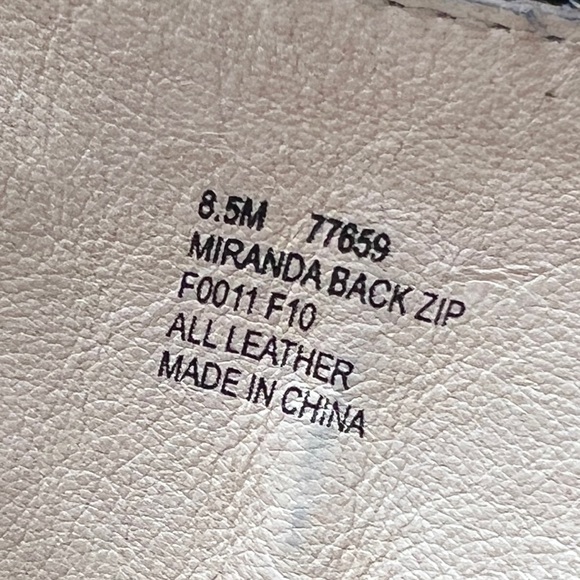 8.5M 77659
MIRANDA BACK ZIP
F0011 F10
ALL LEATHER
MADE IN CHINA